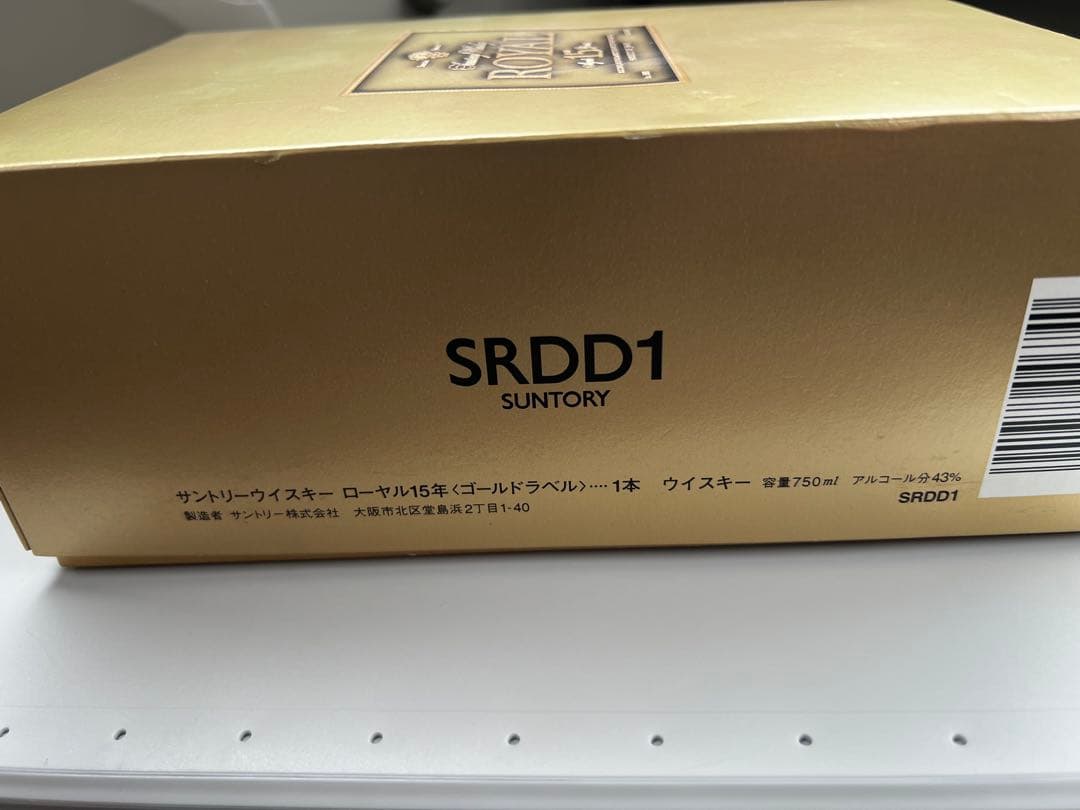 ROYAL
15
SRDD1
SUNTORY
サントリーウイスキー ローヤル15年〈ゴールドラベル〉‥‥1本 ウイスキー 容量750ml アルコール分43%
製造者 サントリー株式会社 大阪市北区堂島浜2丁目1-40
SRDD1